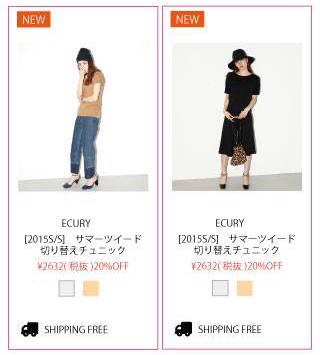 NEW
ECURY
[2015S/S]　サマーツイード
切り替えチュニック
¥2632( 税抜 )20%OFF
SHIPPING FREE
NEW
ECURY
[2015S/S]　サマーツイード
切り替えチュニック
¥2632( 税抜 )20%OFF
SHIPPING FREE